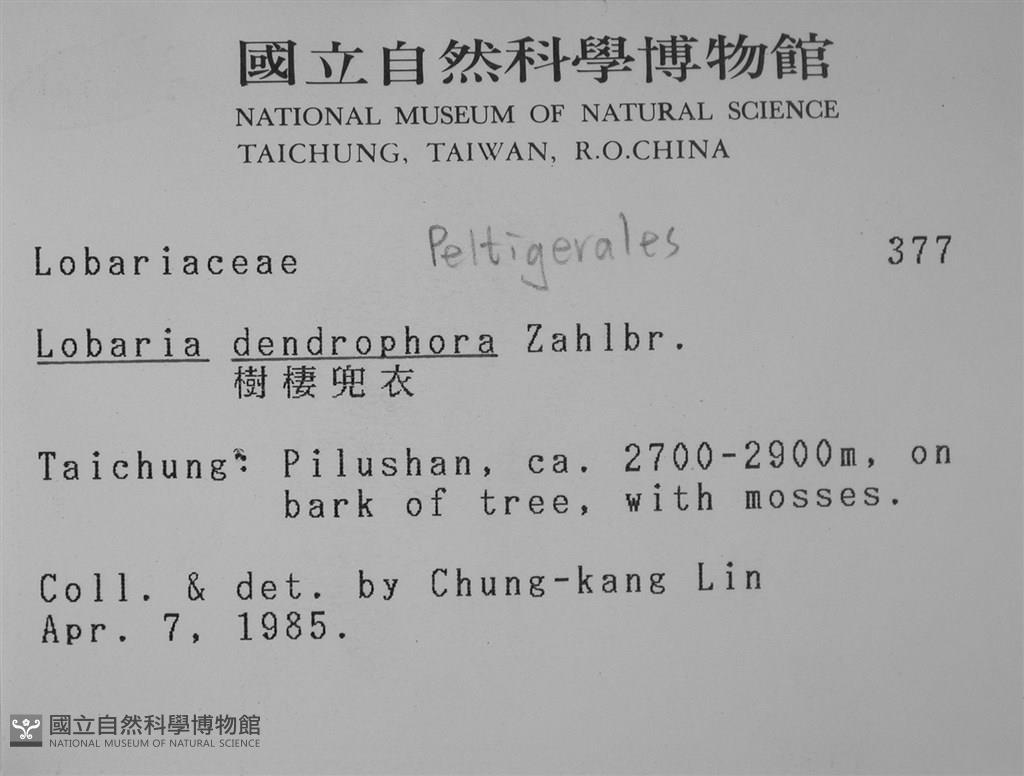 國立自然科學博物館
NATIONAL MUSEUM OF NATURAL SCIENCE
TAICHUNG, TAIWAN, R.O.CHINA
Lobariaceae Peltigerales 377
Lobaria dendrophora Zahlbr.
樹棲兜衣
Taichung: Pilushan, ca. 2700-2900m, on
bark of tree, with mosses.
Coll. & det. by Chung-kang Lin
Apr. 7, 1985.
國立自然科學博物館
NATIONAL MUSEUM OF NATURAL SCIENCE